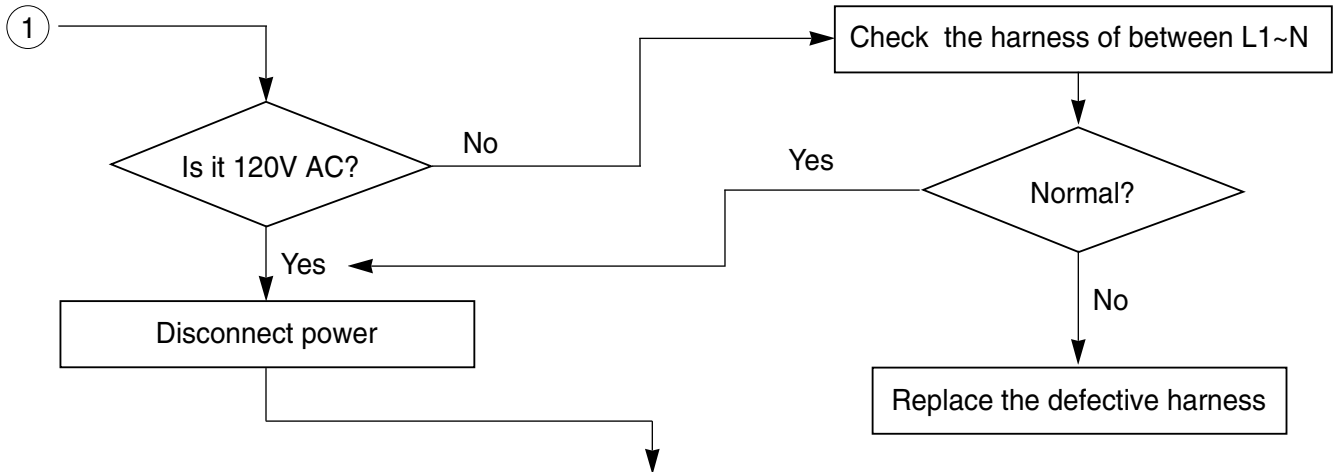 1
Check the harness of between L1~N
Is it 120V AC?
No
Yes
Normal?
Yes
No
Disconnect power
Replace the defective harness